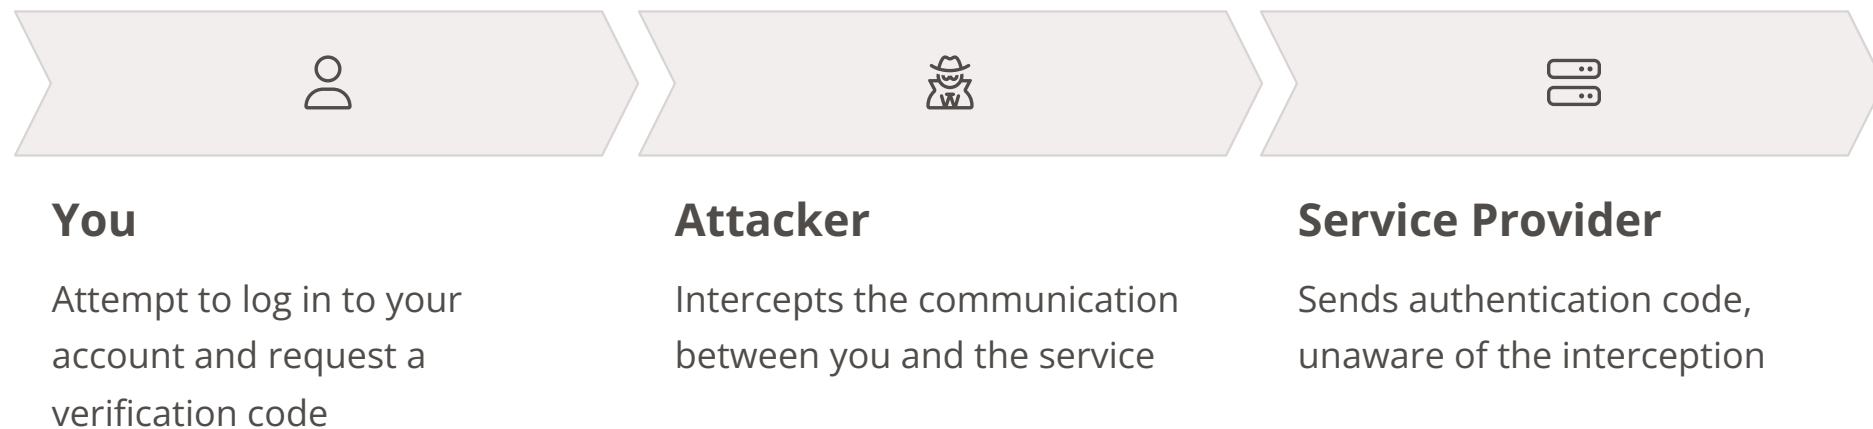 You
Attempt to log in to your
account and request a
verification code
Attacker
Intercepts the communication
between you and the service
Service Provider
Sends authentication code,
unaware of the interception